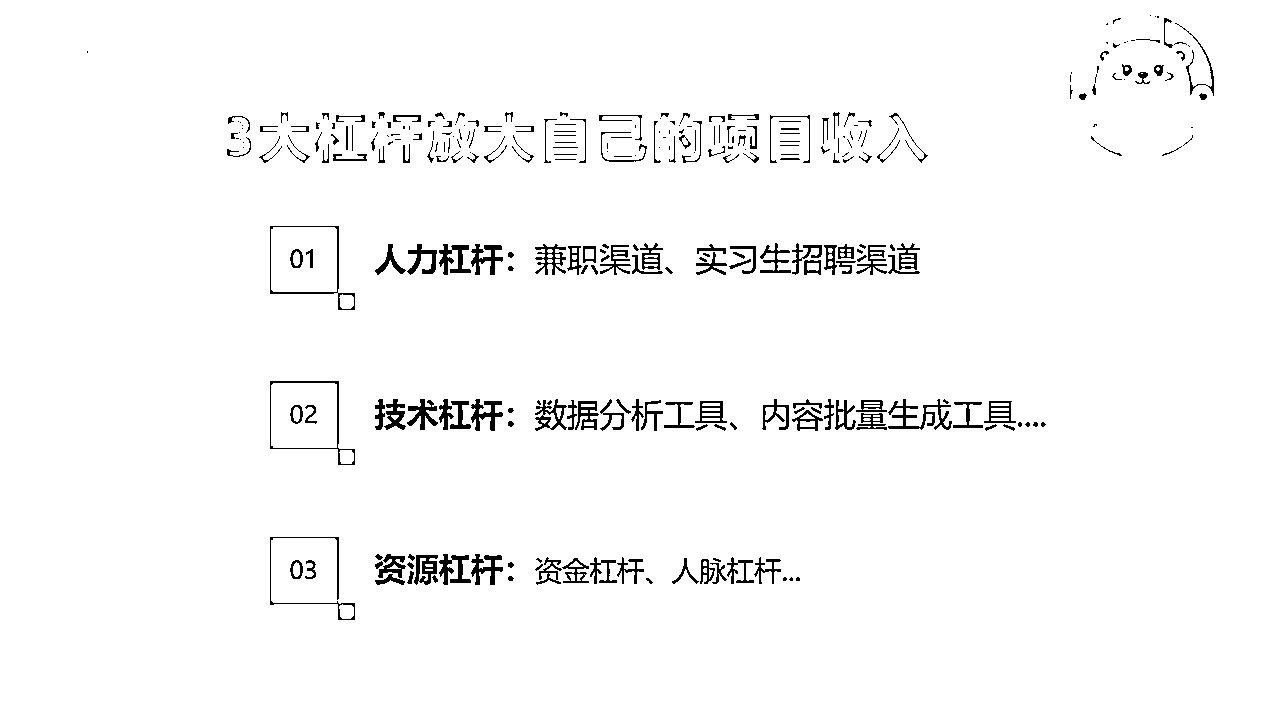 3大杠杆放大自己的项目收入
01 人力杠杆：兼职渠道、实习生招聘渠道
02 技术杠杆：数据分析工具、内容批量生成工具....
03 资源杠杆：资金杠杆、人脉杠杆...